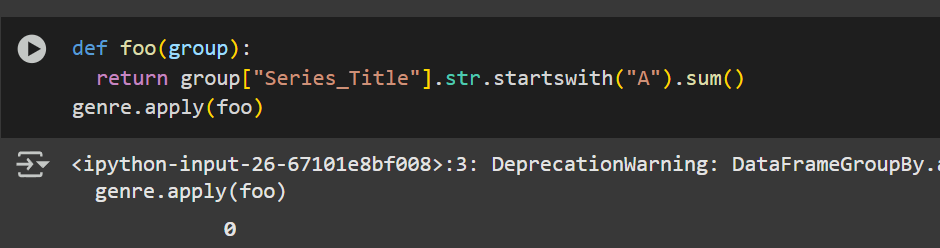 def foo(group):
  return group["Series_Title"].str.startswith("A").sum()
genre.apply(foo)
<ipython-input-26-67101e8bf008>:3: DeprecationWarning: DataFrameGroupBy.a
  genre.apply(foo)
0